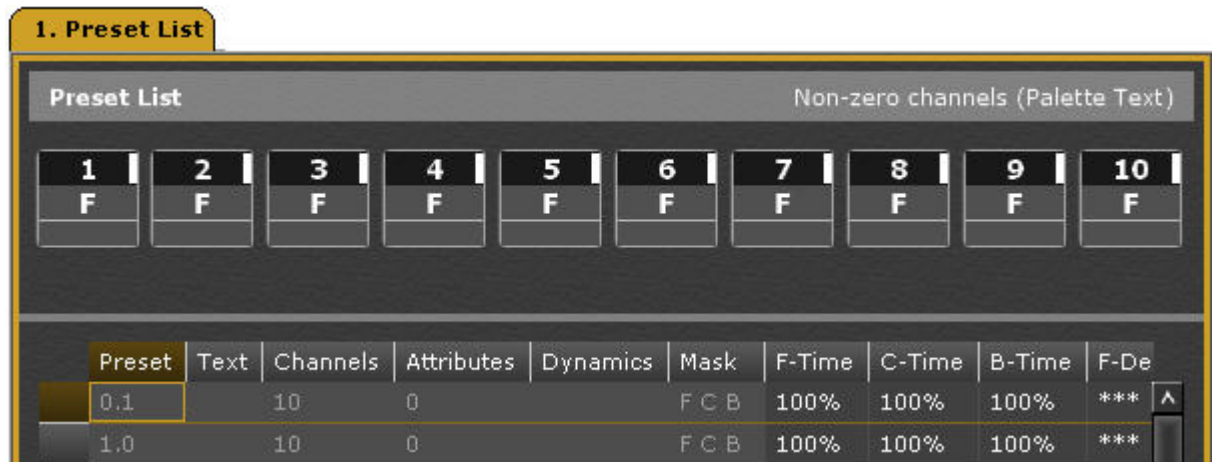 1. Preset List
Preset List Non-zero channels (Palette Text)
1 2 3 4 5 6 7 8 9 10
F F F F F F F F F F
Preset Text Channels Attributes Dynamics Mask F-Time C-Time B-Time F-De
0.1 10 0 F C B 100% 100% 100% ***
1.0 10 0 F C B 100% 100% 100% ***